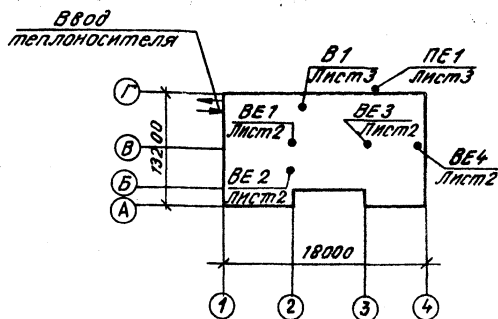 Ввод
теплоносителя
В1
Лист3
ПЕ1
Лист3
Г
ВЕ1
Лист2
ВЕ3
Лист2
В
13200
ВЕ4
Лист2
ВЕ2
Лист2
Б
А
18000
1
2
3
4